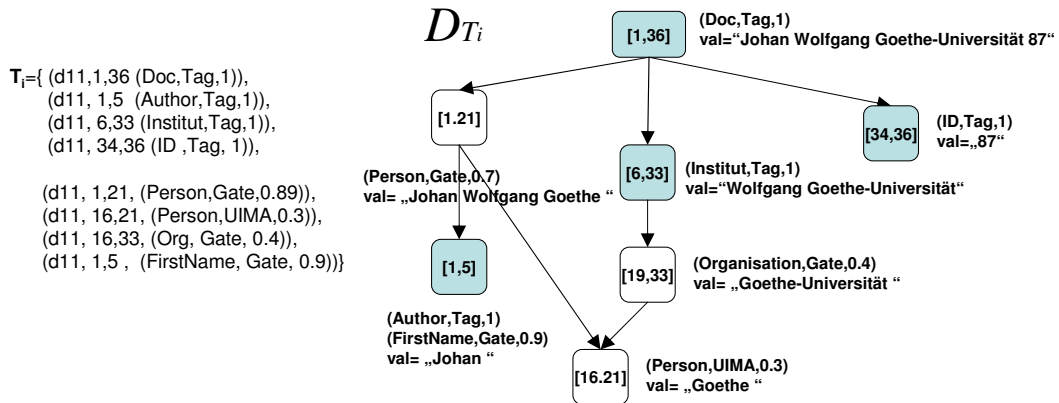 D_Ti
[1,36]
(Doc,Tag,1)
val=“Johan Wolfgang Goethe-Universität 87“
Ti={ (d11,1,36 (Doc,Tag,1)),
(d11, 1,5 (Author,Tag,1)),
(d11, 6,33 (Institut,Tag,1)),
(d11, 34,36 (ID ,Tag, 1)),
(d11, 1,21, (Person,Gate,0.89)),
(d11, 16,21, (Person,UIMA,0.3)),
(d11, 16,33, (Org, Gate, 0.4)),
(d11, 1,5 , (FirstName, Gate, 0.9))}
[1.21]
(Person,Gate,0.7)
val= „Johan Wolfgang Goethe “
[6,33]
(Institut,Tag,1)
val=“Wolfgang Goethe-Universität“
[34,36]
(ID,Tag,1)
val=„87“
[1,5]
(Author,Tag,1)
(FirstName,Gate,0.9)
val= „Johan “
[19,33]
(Organisation,Gate,0.4)
val= „Goethe-Universität “
[16.21]
(Person,UIMA,0.3)
val= „Goethe “